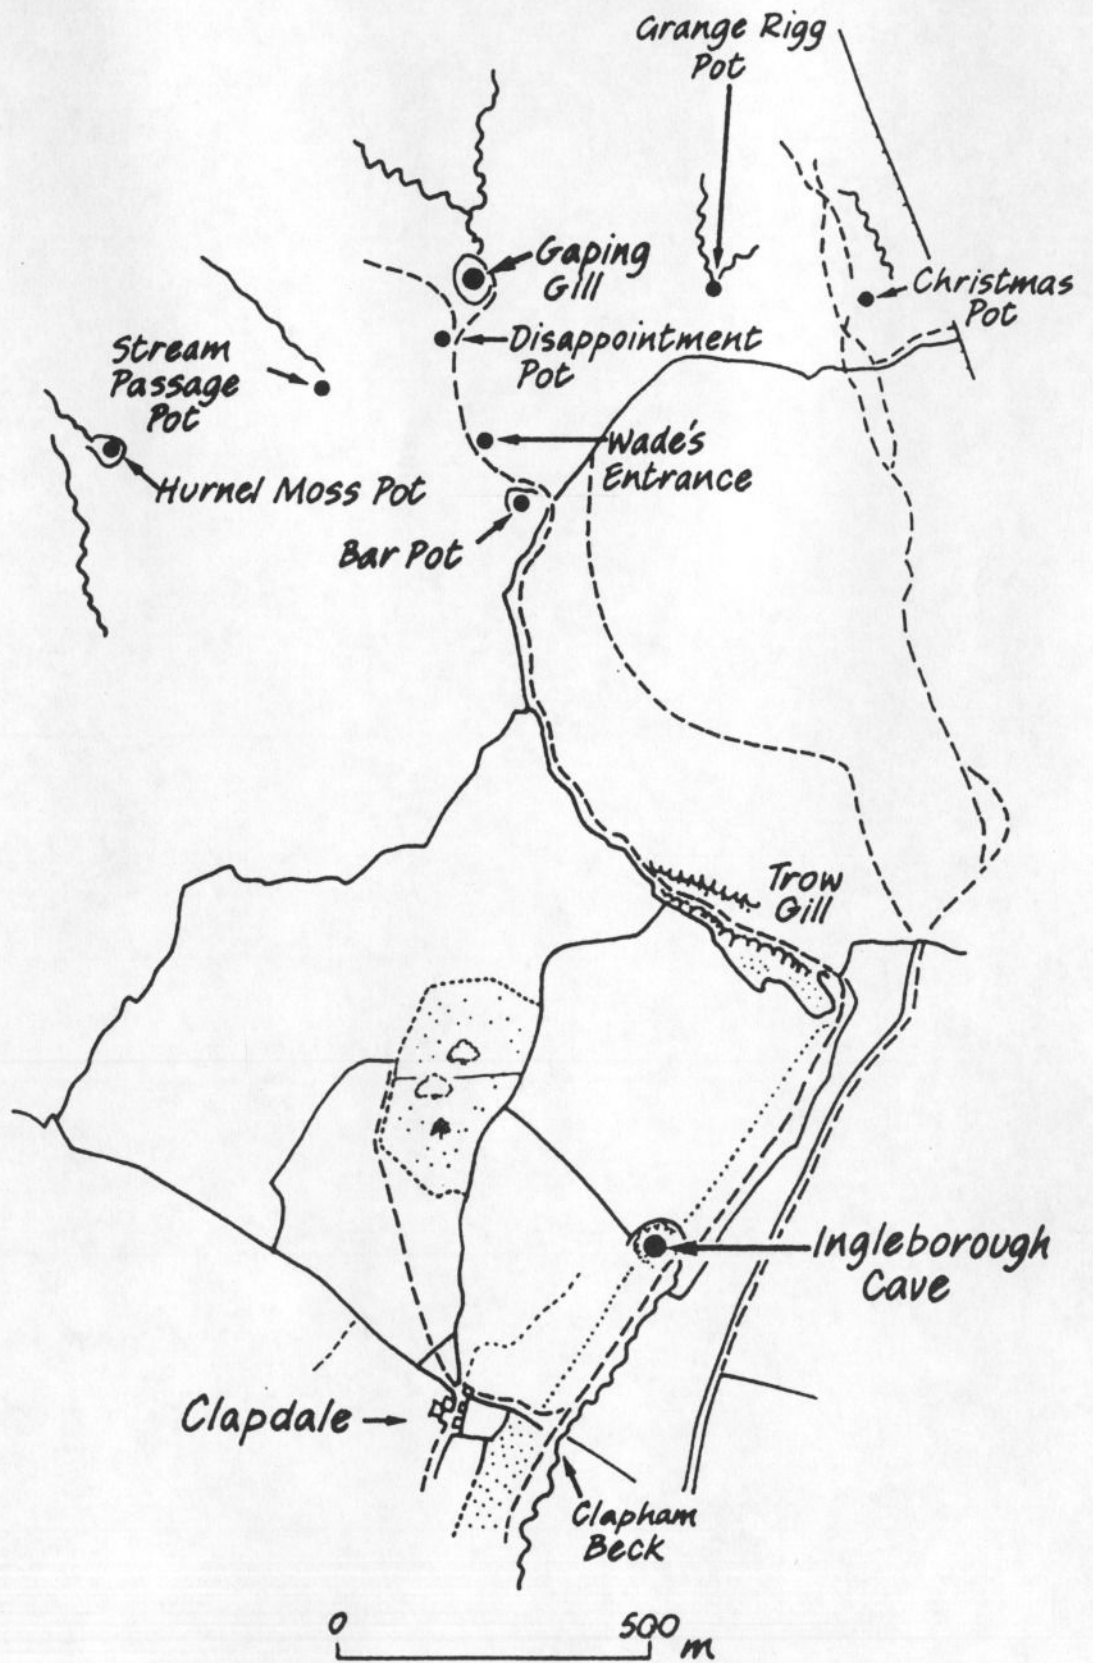 Grange Rigg
Pot
Gaping
Gill
Christmas
Pot
Disappointment
Pot
Stream
Passage
Pot
Wade's
Entrance
Hurnel Moss Pot
Bar Pot
Trow
Gill
Ingleborough
Cave
Clapdale
Clapham
Beck
0 500 m